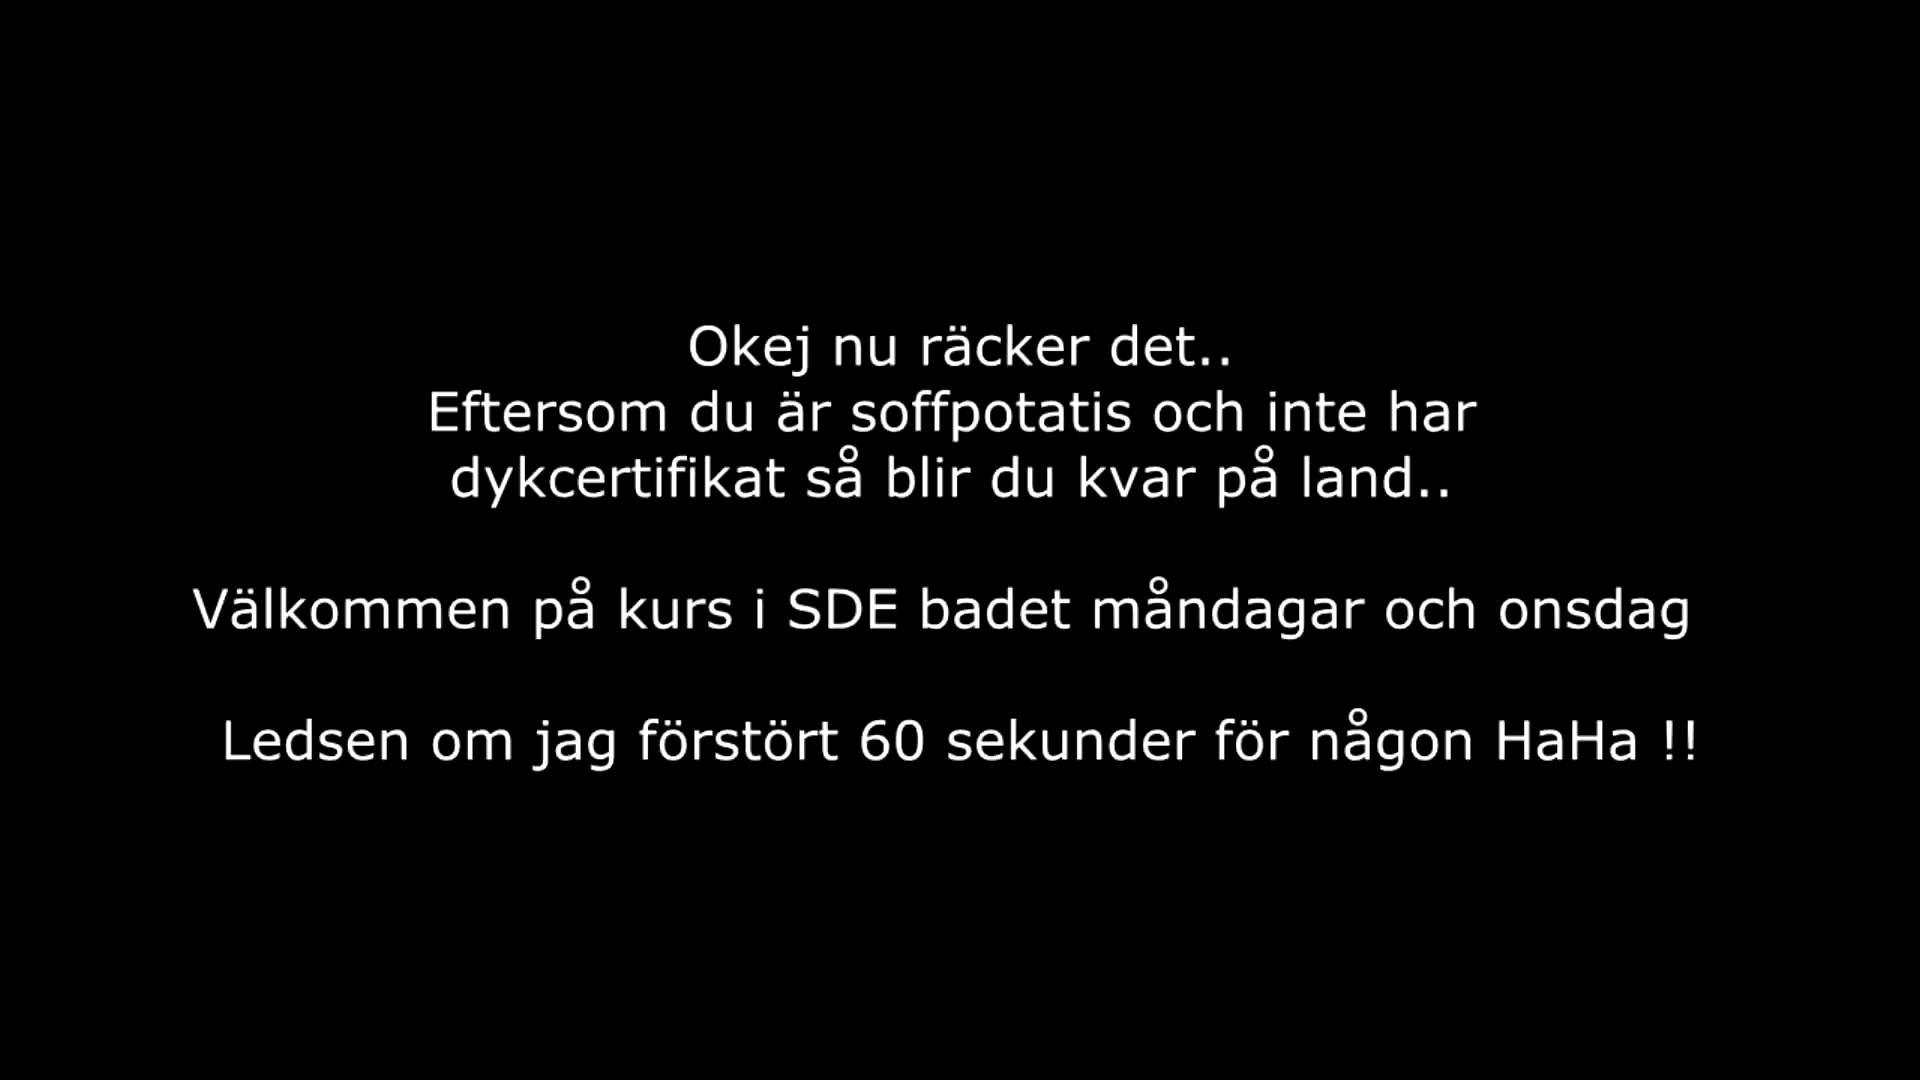 Okej nu räcker det..
Eftersom du är soffpotatis och inte har
dykcertifikat så blir du kvar på land..
Välkommen på kurs i SDE badet måndagar och onsdag
Ledsen om jag förstört 60 sekunder för någon HaHa !!